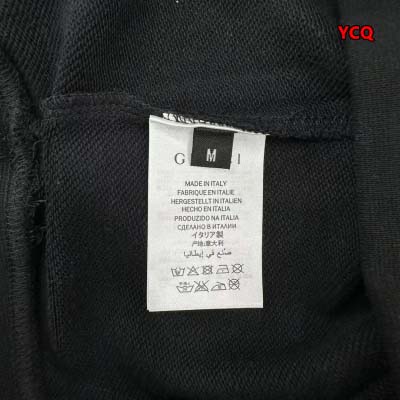 YCQ
M
G I
MADE IN ITALY
FABRIQUE EN ITALIE
HERGESTELLT IN ITALIEN
HECHO EN ITALIA
PRODUZIDO NA ITALIA
СДЕЛАНО В ИТАЛИИ
イタリア製
产地:意大利
صنع في إيطاليا